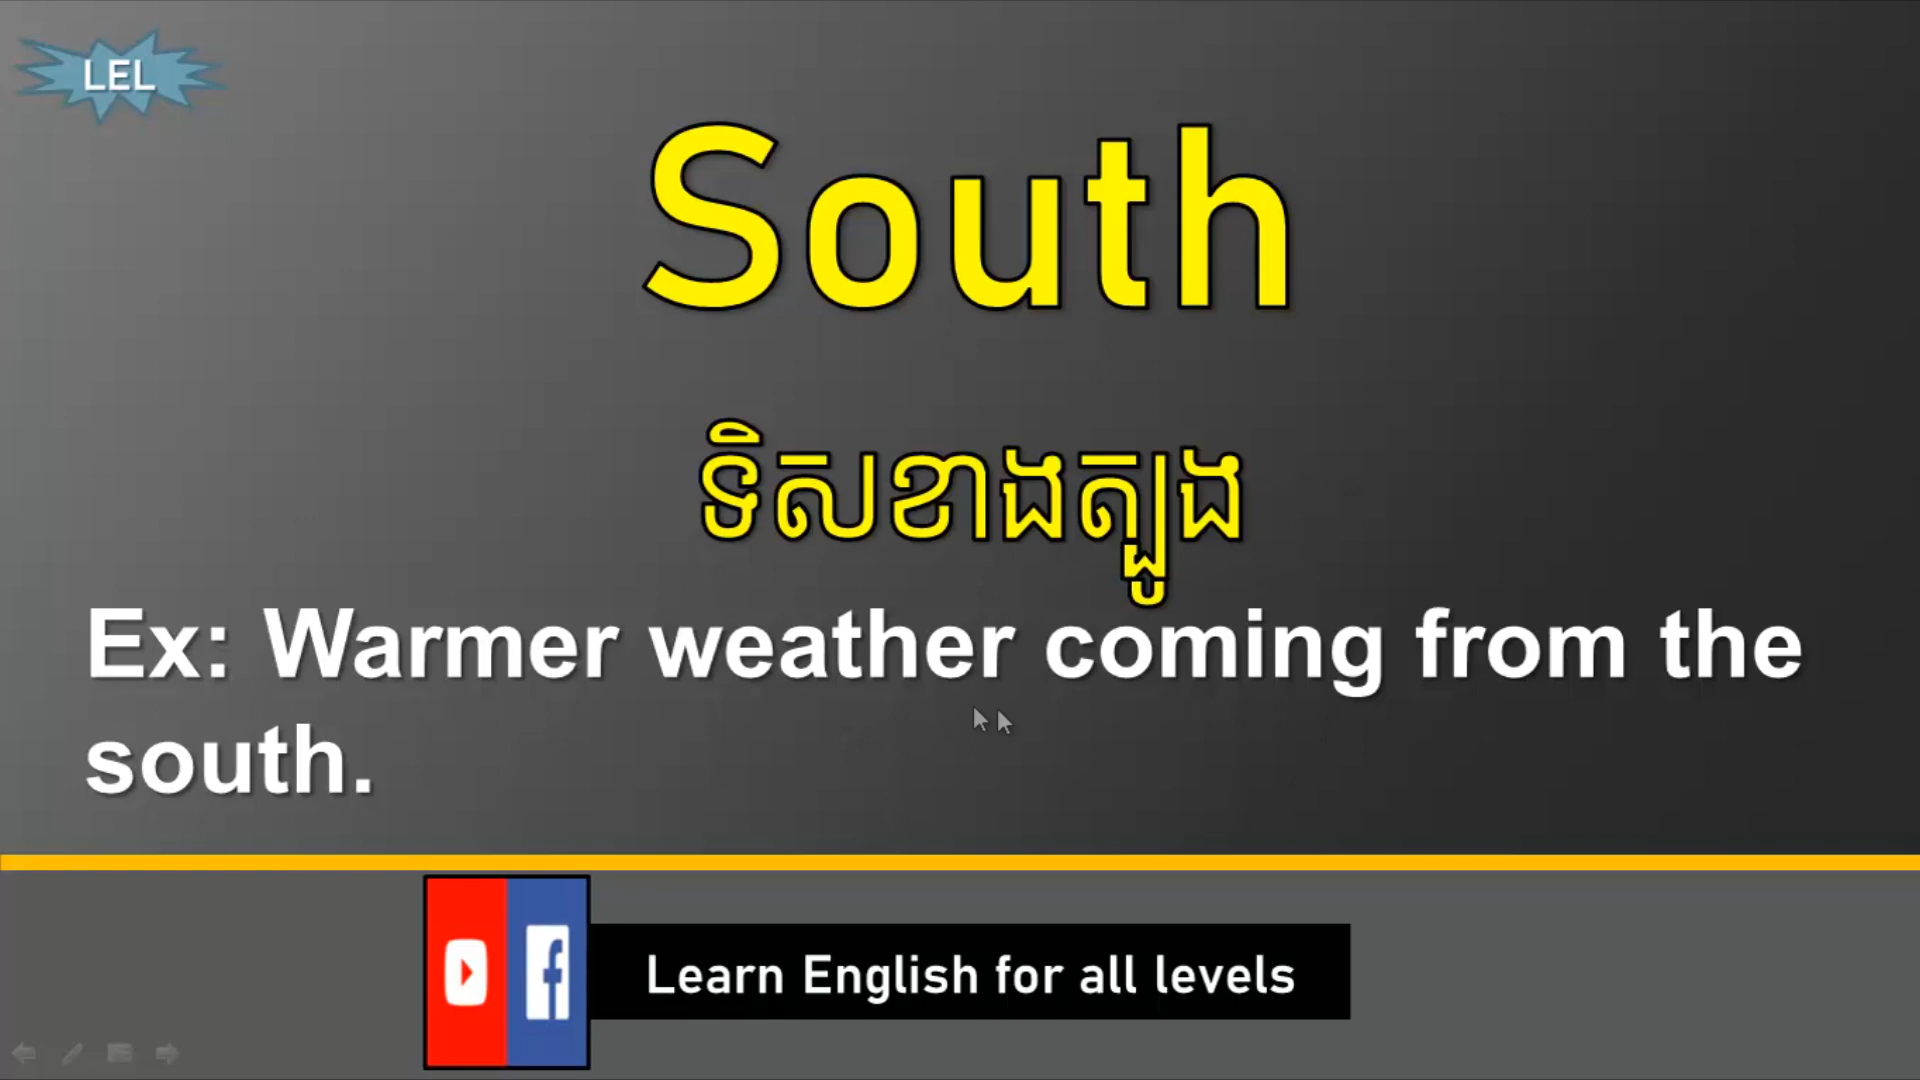 LEL
South
ទិសខាងត្បូង
Ex: Warmer weather coming from the
south.
Learn English for all levels